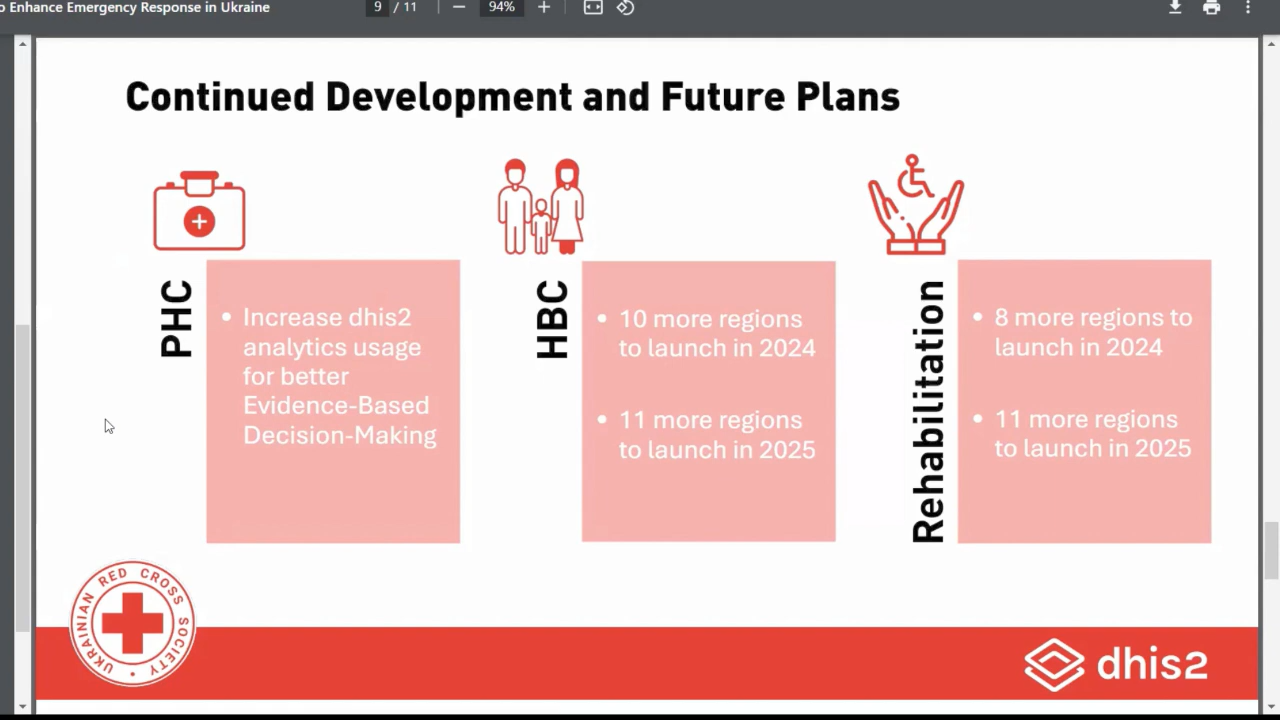 o Enhance Emergency Response in Ukraine
9 / 11
94%
Continued Development and Future Plans
PHC
• Increase dhis2
analytics usage
for better
Evidence-Based
Decision-Making
HBC
• 10 more regions
to launch in 2024
• 11 more regions
to launch in 2025
Rehabilitation
• 8 more regions to
launch in 2024
• 11 more regions
to launch in 2025
UKRAINIAN RED CROSS SOCIETY
dhis2